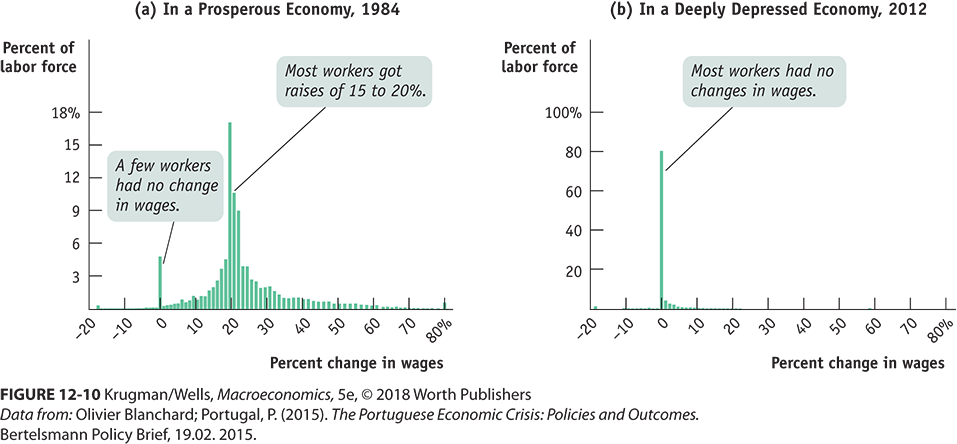 (a) In a Prosperous Economy, 1984
Percent of
labor force
Most workers got
raises of 15 to 20%.
18%
15
12
9
6
3
A few workers
had no change
in wages.
–20
–10
0
10
20
30
40
50
60
70
80%
Percent change in wages
(b) In a Deeply Depressed Economy, 2012
Percent of
labor force
Most workers had no
changes in wages.
100%
80
60
40
20
–20
–10
0
10
20
30
40
50
60
70
80%
Percent change in wages
FIGURE 12-10 Krugman/Wells, Macroeconomics, 5e, © 2018 Worth Publishers
Data from: Olivier Blanchard; Portugal, P. (2015). The Portuguese Economic Crisis: Policies and Outcomes.
Bertelsmann Policy Brief, 19.02. 2015.